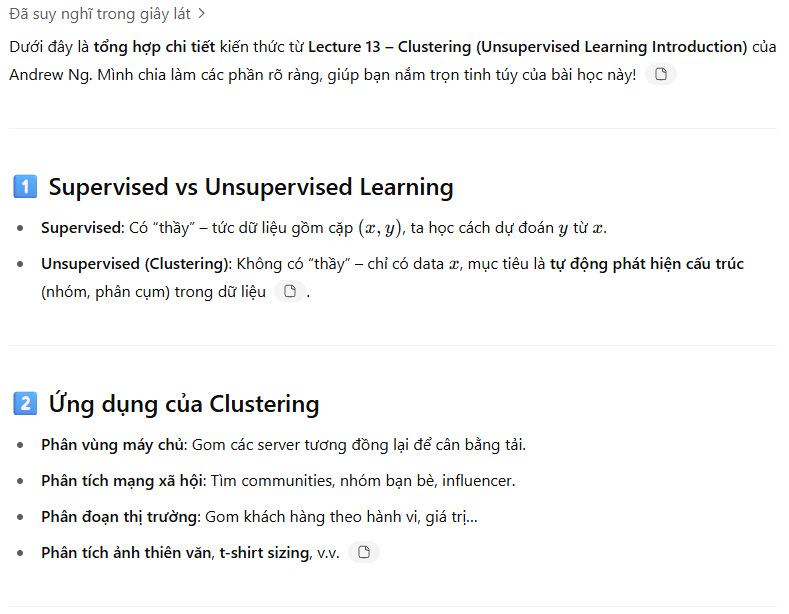 Đã suy nghĩ trong giây lát >
Dưới đây là tổng hợp chi tiết kiến thức từ Lecture 13 – Clustering (Unsupervised Learning Introduction) của
Andrew Ng. Mình chia làm các phần rõ ràng, giúp bạn nắm trọn tinh túy của bài học này!
1 Supervised vs Unsupervised Learning
• Supervised: Có “thầy” – tức dữ liệu gồm cặp (x, y), ta học cách dự đoán y từ x.
• Unsupervised (Clustering): Không có “thầy” – chỉ có data x, mục tiêu là tự động phát hiện cấu trúc
(nhóm, phân cụm) trong dữ liệu .
2 Ứng dụng của Clustering
• Phân vùng máy chủ: Gom các server tương đồng lại để cân bằng tải.
• Phân tích mạng xã hội: Tìm communities, nhóm bạn bè, influencer.
• Phân đoạn thị trường: Gom khách hàng theo hành vi, giá trị...
• Phân tích ảnh thiên văn, t-shirt sizing, v.v.